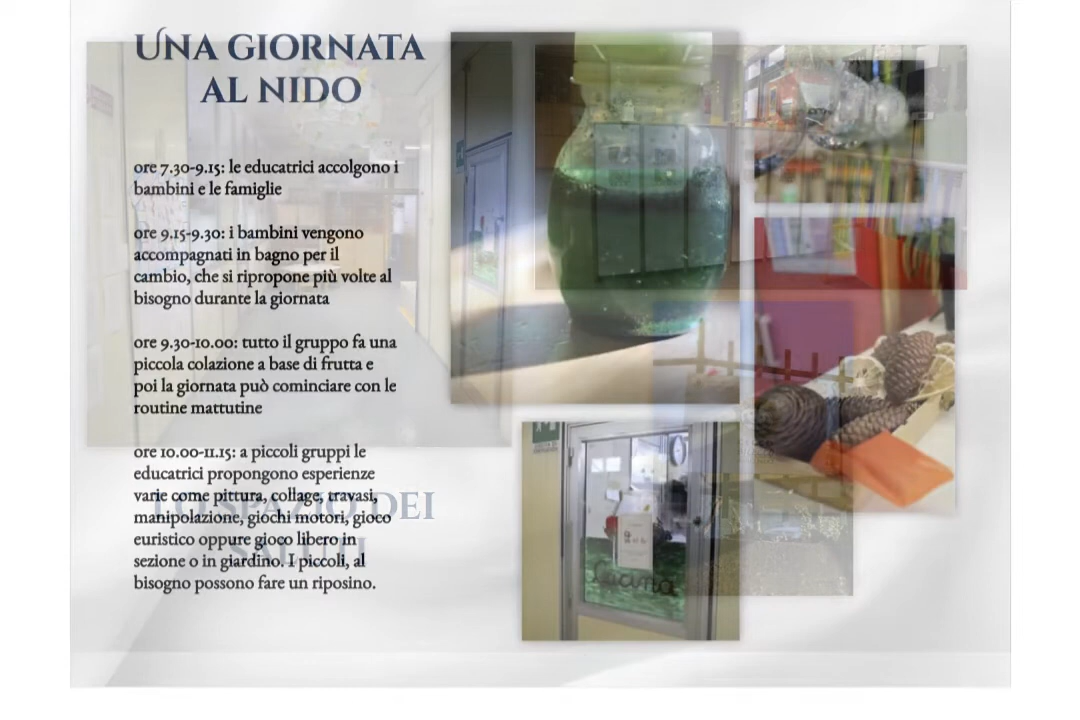 UNA GIORNATA
AL NIDO
ore 7.30-9.15: le educatrici accolgono i
bambini e le famiglie
ore 9.15-9.30: i bambini vengono
accompagnati in bagno per il
cambio, che si ripropone più volte al
bisogno durante la giornata
ore 9.30-10.00: tutto il gruppo fa una
piccola colazione a base di frutta e
poi la giornata può cominciare con le
routine mattutine
ore 10.00-11.15: a piccoli gruppi le
educatrici propongono esperienze
varie come pittura, collage, travasi,
manipolazione, giochi motori, gioco
euristico oppure gioco libero in
sezione o in giardino. I piccoli, al
bisogno possono fare un riposino.
LO SPAZIO DEI
SALUTI
Cucina